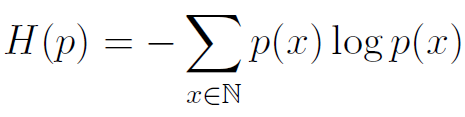 H(p) = − ∑_{x∈ℕ} p(x) log p(x)